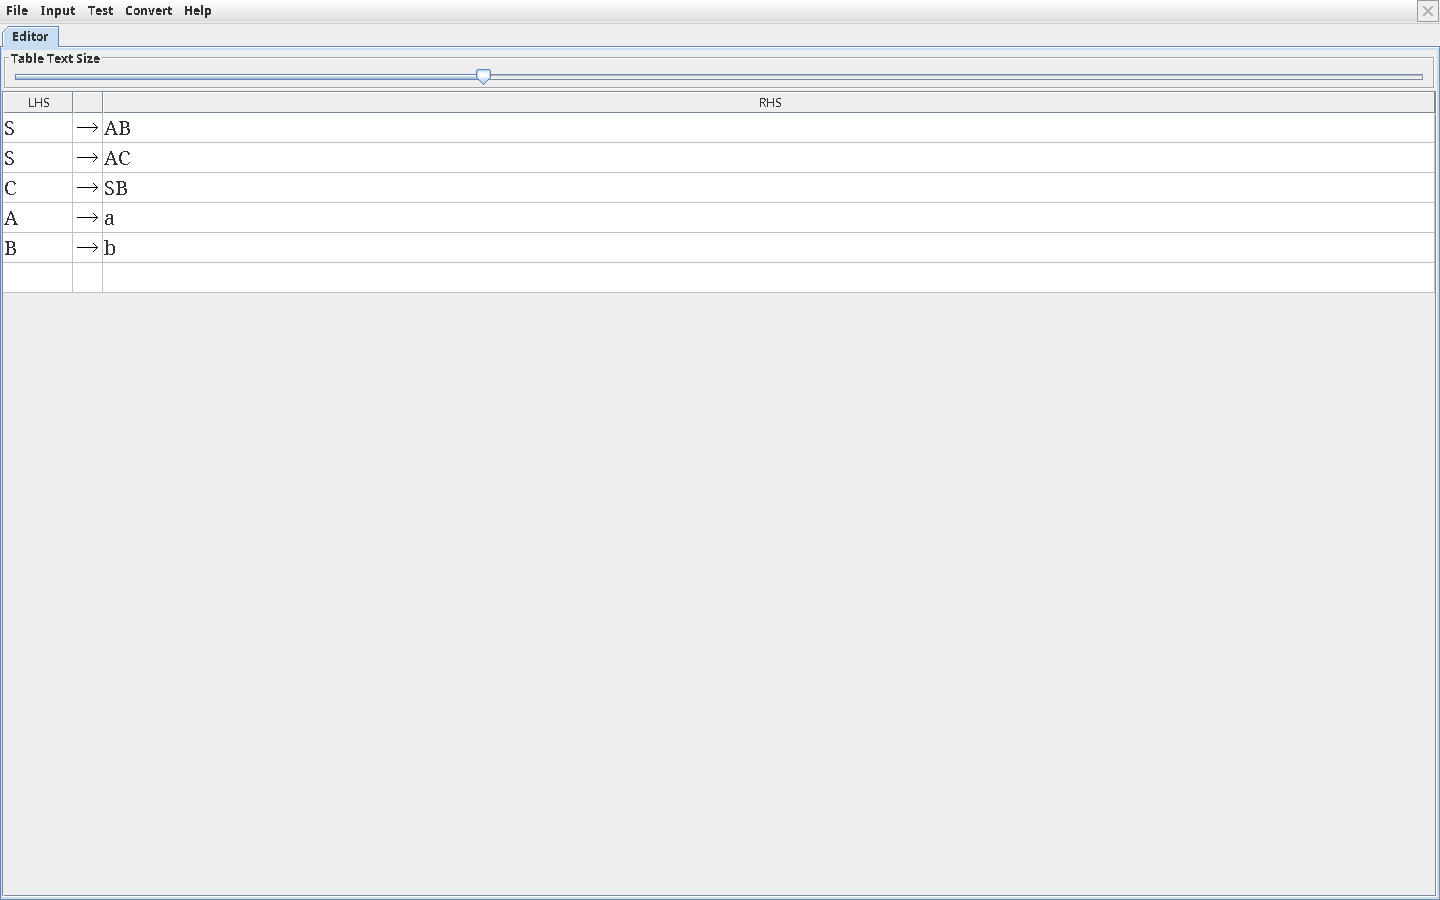 File Input Test Convert Help
Editor
Table Text Size
LHS RHS
S → AB
S → AC
C → SB
A → a
B → b